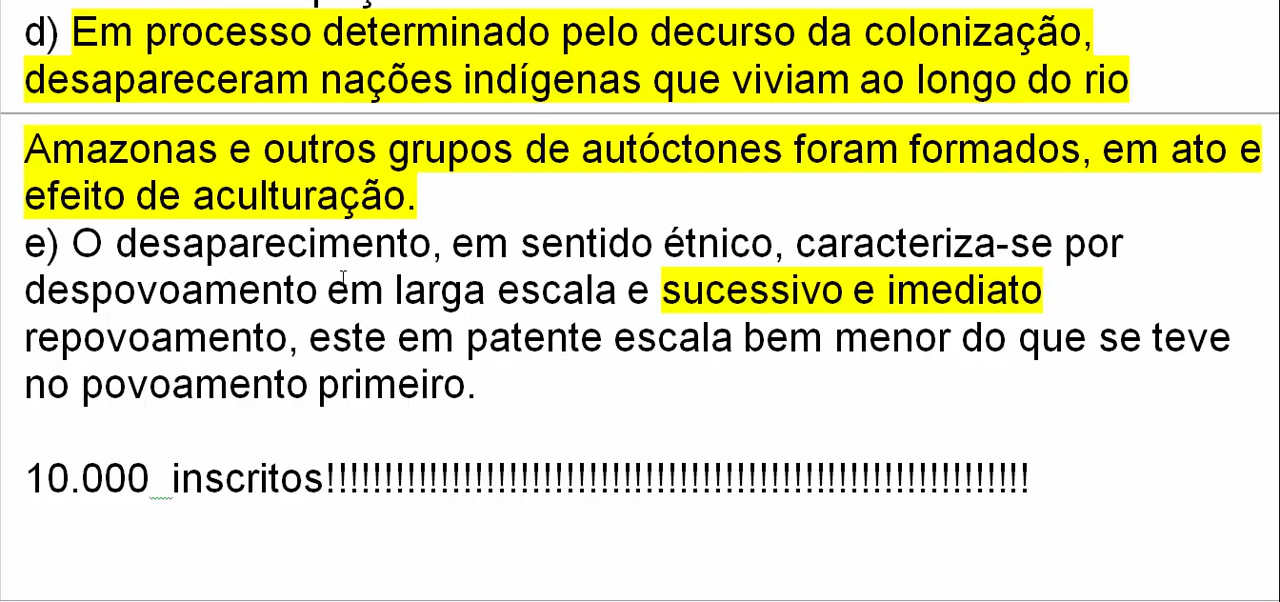 d) Em processo determinado pelo decurso da colonização,
desapareceram nações indígenas que viviam ao longo do rio
Amazonas e outros grupos de autóctones foram formados, em ato e
efeito de aculturação.
e) O desaparecimento, em sentido étnico, caracteriza-se por
despovoamento em larga escala e sucessivo e imediato
repovoamento, este em patente escala bem menor do que se teve
no povoamento primeiro.
10.000  inscritos!!!!!!!!!!!!!!!!!!!!!!!!!!!!!!!!!!!!!!!!!!!!!!!!!!!!!!!!!!!!!!